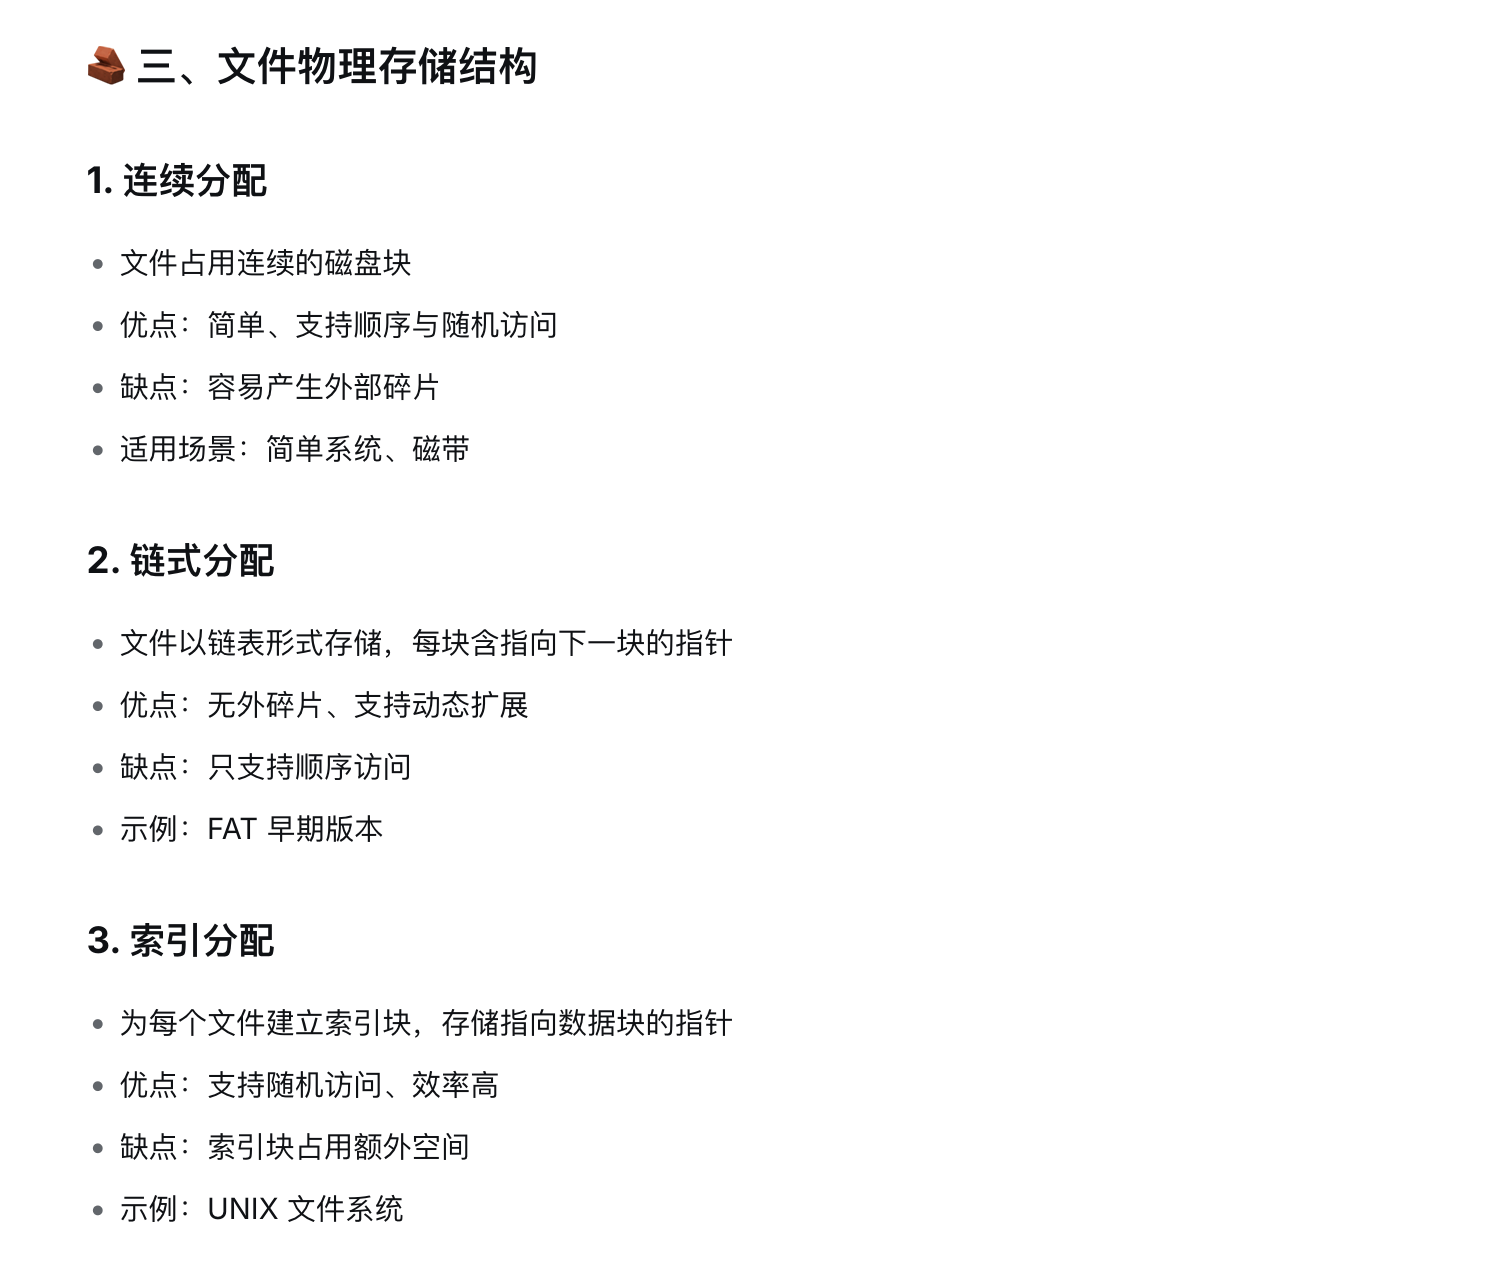 三、文件物理存储结构
1. 连续分配
文件占用连续的磁盘块
优点：简单、支持顺序与随机访问
缺点：容易产生外部碎片
适用场景：简单系统、磁带
2. 链式分配
文件以链表形式存储，每块含指向下一块的指针
优点：无外碎片、支持动态扩展
缺点：只支持顺序访问
示例：FAT 早期版本
3. 索引分配
为每个文件建立索引块，存储指向数据块的指针
优点：支持随机访问、效率高
缺点：索引块占用额外空间
示例：UNIX 文件系统